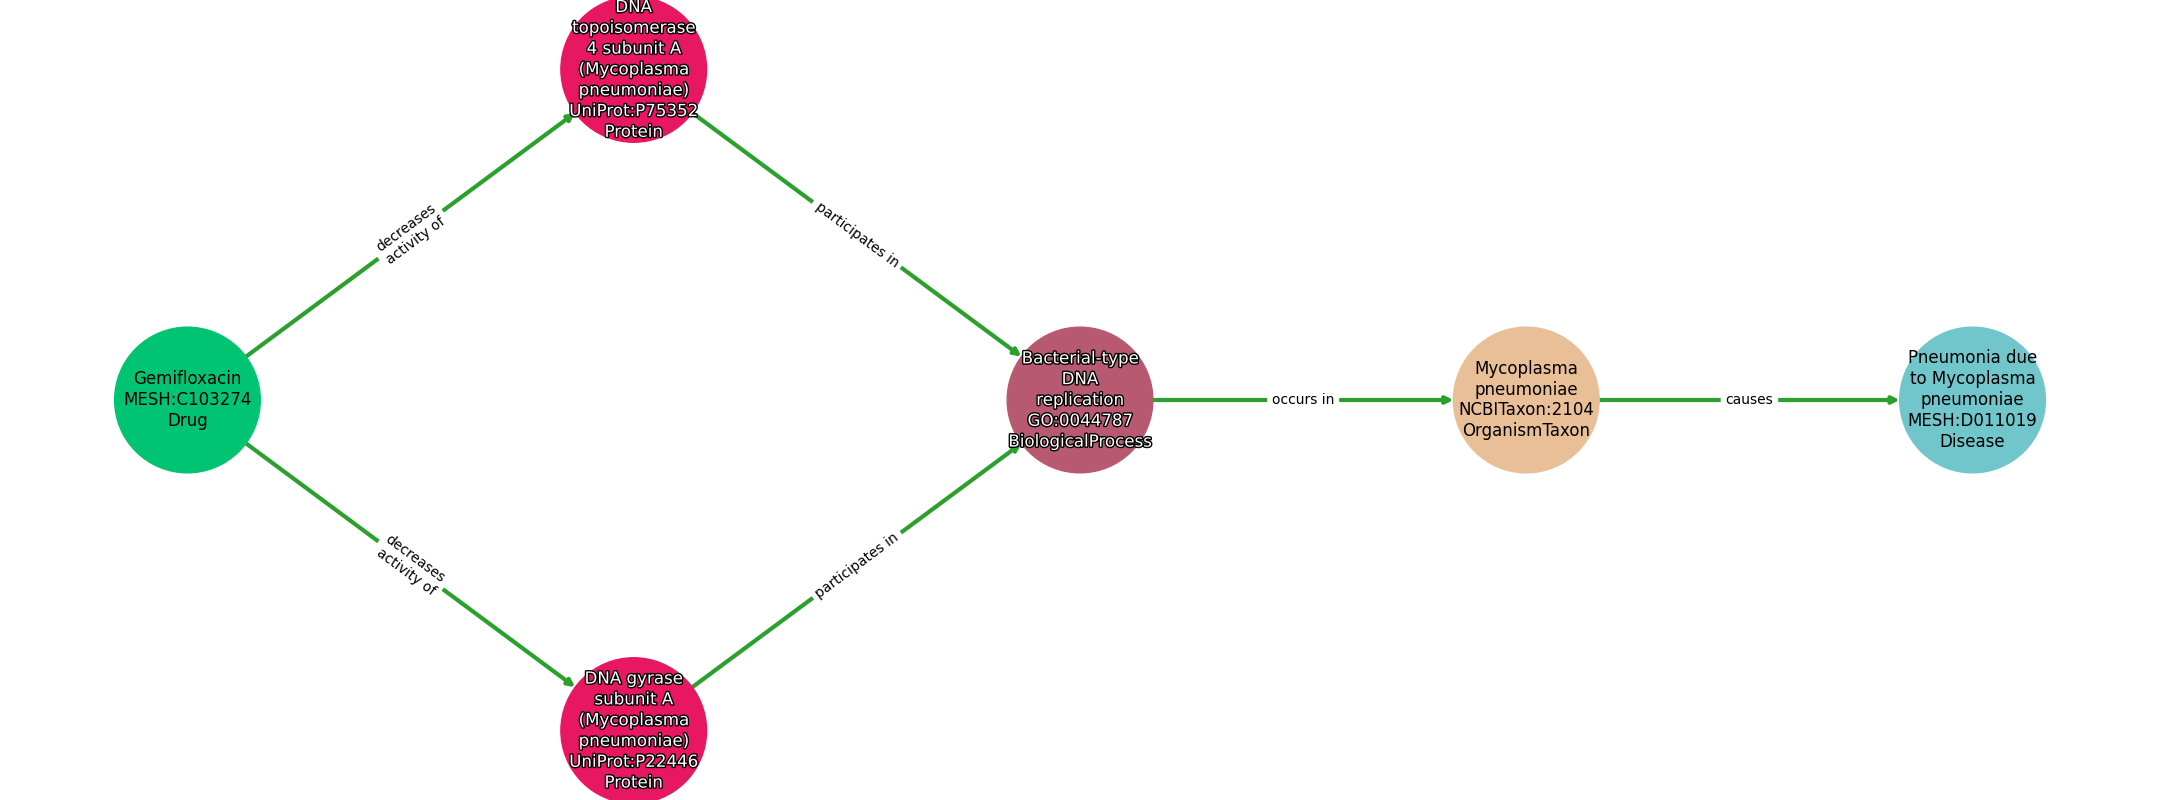 DNA
topoisomerase
4 subunit A
(Mycoplasma
pneumoniae)
UniProt:P75352
Protein
decreases
activity of
participates in
Gemifloxacin
MESH:C103274
Drug
Bacterial-type
DNA
replication
GO:0044787
BiologicalProcess
occurs in
Mycoplasma
pneumoniae
NCBITaxon:2104
OrganismTaxon
causes
Pneumonia due
to Mycoplasma
pneumoniae
MESH:D011019
Disease
decreases
activity of
participates in
DNA gyrase
subunit A
(Mycoplasma
pneumoniae)
UniProt:P22446
Protein